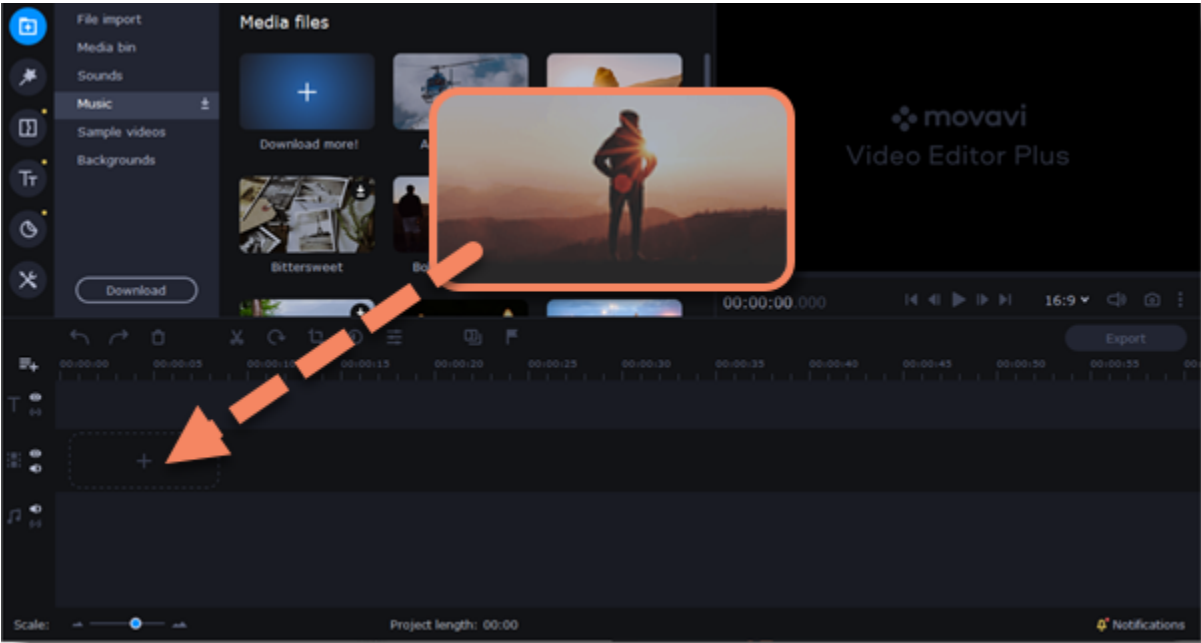 File import
Media bin
Sounds
Music
Sample videos
Backgrounds
Download
Media files
Download more!
A
Bittersweet
Bo
movavi
Video Editor Plus
00:00:00.000
16:9
Export
00:00:00 00:00:05 00:00:10 00:00:15 00:00:20 00:00:25 00:00:30 00:00:35 00:00:40 00:00:45 00:00:50 00:00:55 00:
Scale:
Project length: 00:00
Notifications